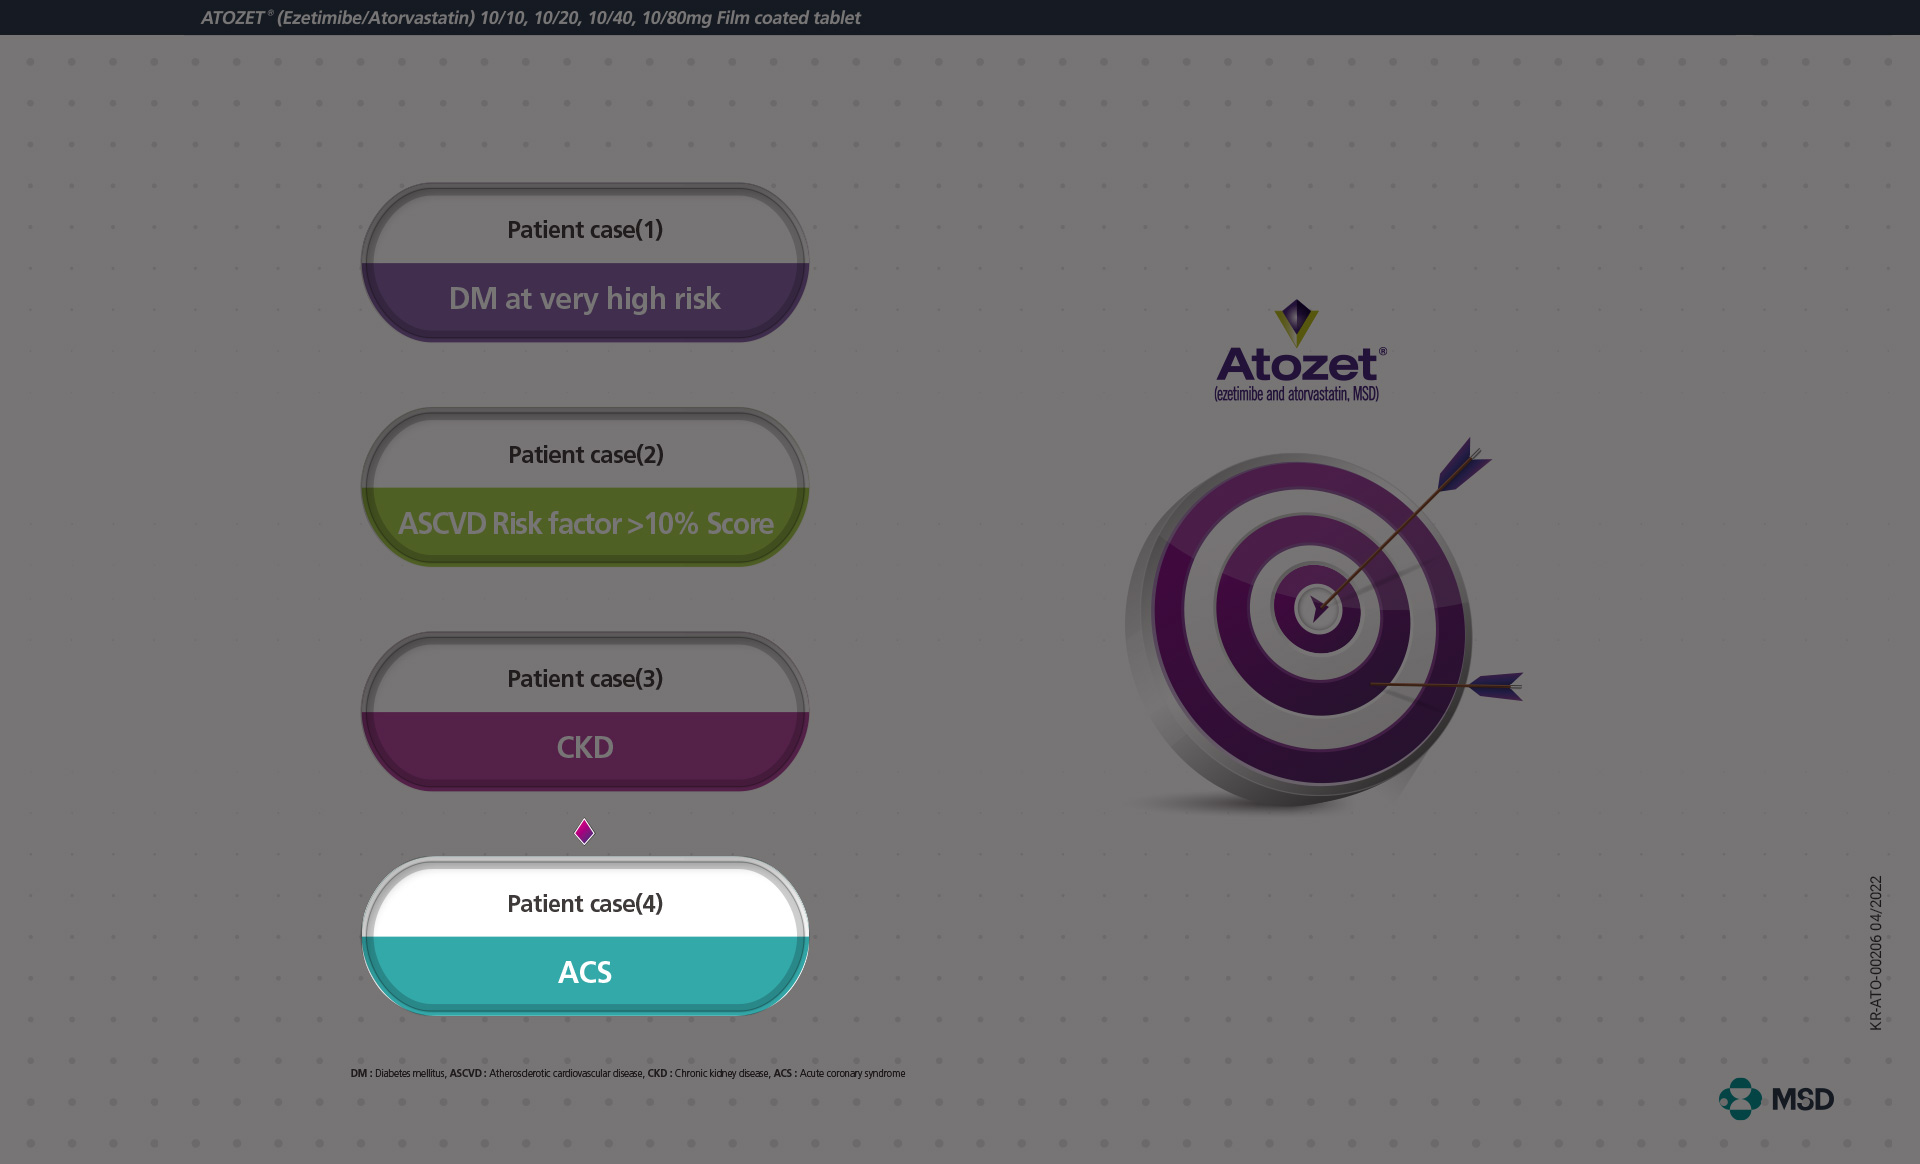 ATOZET® (Ezetimibe/Atorvastatin) 10/10, 10/20, 10/40, 10/80mg Film coated tablet
Patient case(1)
DM at very high risk
Patient case(2)
ASCVD Risk factor >10% Score
Patient case(3)
CKD
Patient case(4)
ACS
DM : Diabetes mellitus, ASCVD : Atherosclerotic cardiovascular disease, CKD : Chronic kidney disease, ACS : Acute coronary syndrome
Atozet®
(ezetimibe and atorvastatin, MSD)
KR-ATO-00206 04/2022
MSD